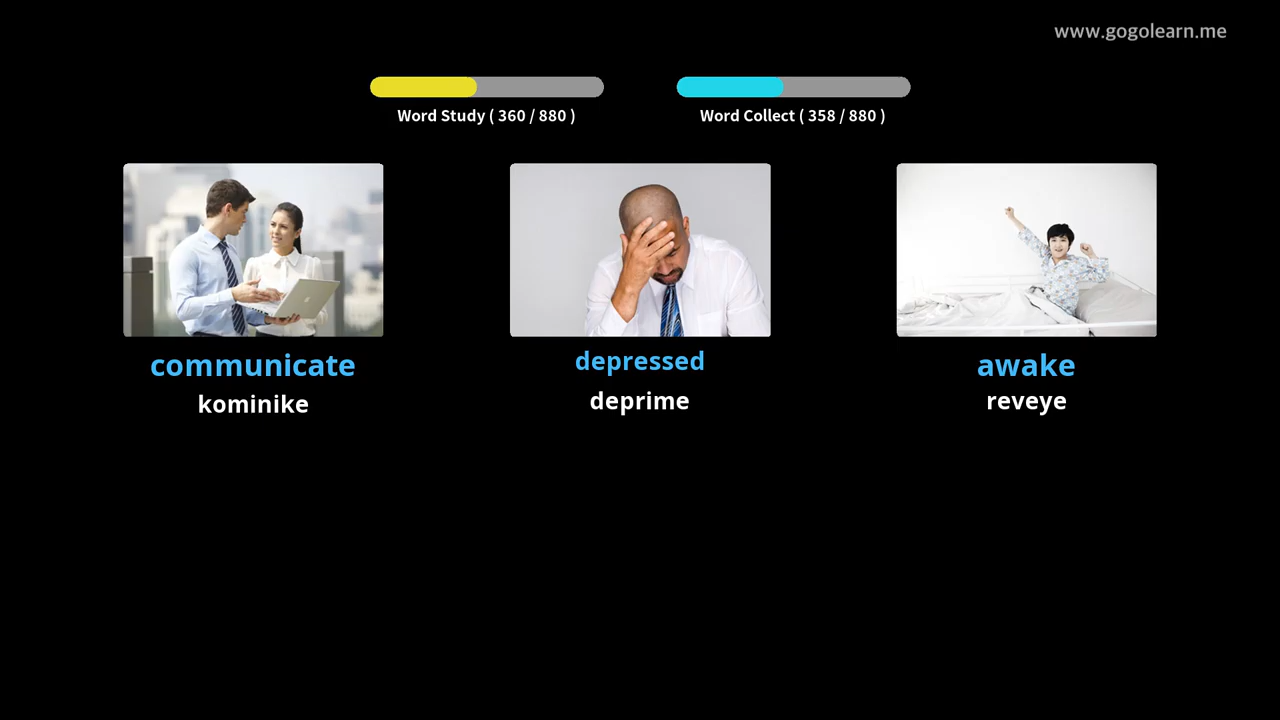 www.gogolearn.me
Word Study ( 360 / 880 )
Word Collect ( 358 / 880 )
communicate
kominike
depressed
deprime
awake
reveye